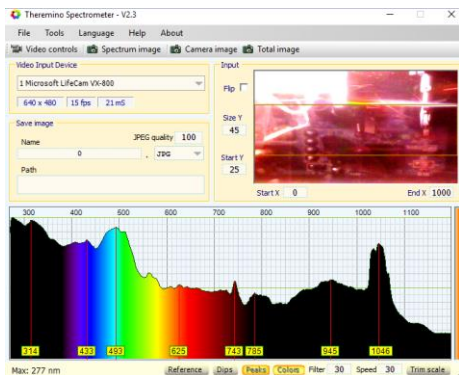 Theremino Spectrometer - V2.3
File Tools Language Help About
Video controls Spectrum image Camera image Total image
Video Input Device
1 Microsoft LifeCam VX-800
640 x 480 15 fps 21 mS
Save image
Name JPEG quality 100
0 . JPG
Path
Input
Flip
Size Y
45
Start Y
25
Start X 0 End X 1000
300 400 500 600 700 800 900 1000 1100
314 433 493 625 743 785 945 1046
Max: 277 nm Reference Dips Peaks Colors Filter 30 Speed 30 Trim scale